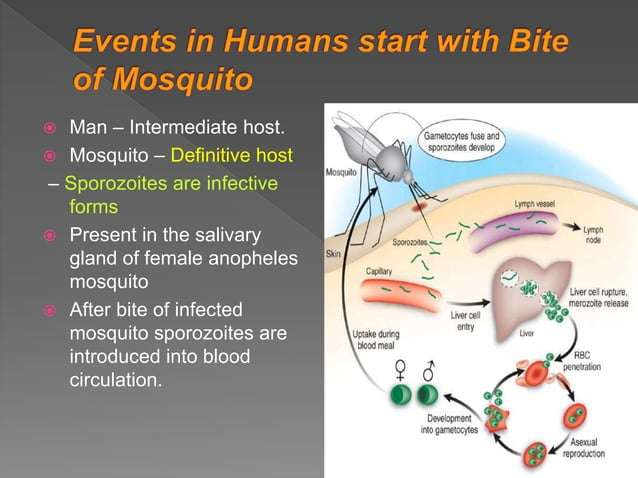 Events in Humans start with Bite
of Mosquito
Man – Intermediate host.
Mosquito – Definitive host
– Sporozoites are infective
forms
Present in the salivary
gland of female anopheles
mosquito
After bite of infected
mosquito sporozoites are
introduced into blood
circulation.
Gametocytes fuse and
sporozoites develop
Mosquito
Lymph vessel
Lymph
node
Sporozoites
Skin
Capillary
Liver cell
entry
Liver
Liver cell rupture,
merozoite release
Uptake during
blood meal
RBC
penetration
♀ ♂
Development
into gametocytes
Asexual
reproduction